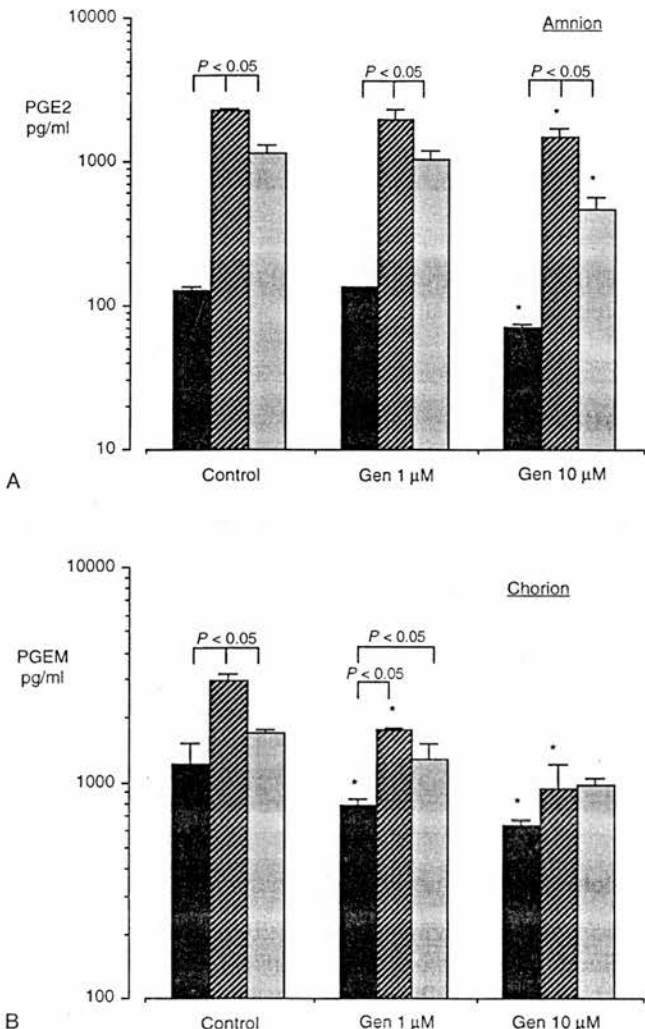 10000
Amnion
P < 0.05
P < 0.05
P < 0.05
PGE2
pg/ml
*
1000
*
100
*
10
A
Control
Gen 1 μM
Gen 10 μM
10000
Chorion
PGEM
pg/ml
P < 0.05
P < 0.05
P < 0.05
*
*
1000
*
*
100
B
Control
Gen 1 μM
Gen 10 μM